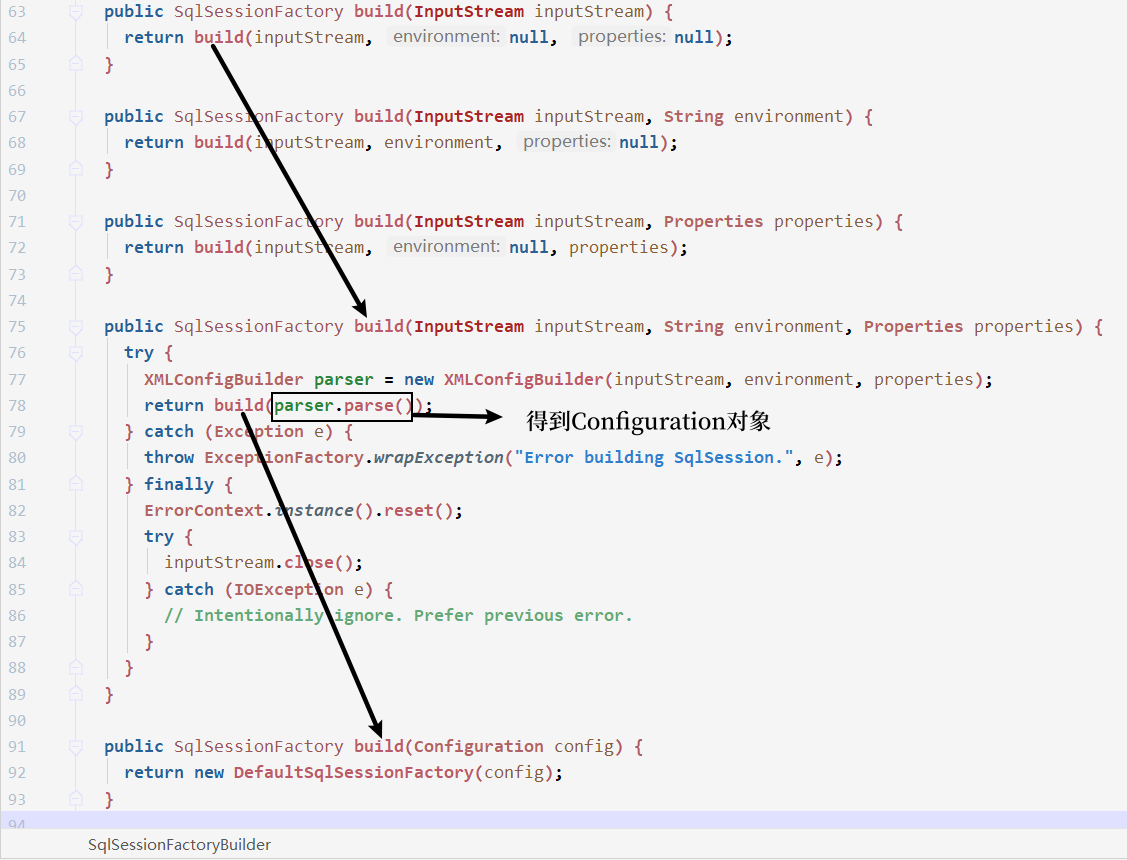 63 public SqlSessionFactory build(InputStream inputStream) {
64 return build(inputStream, environment: null, properties: null);
65 }
66
67 public SqlSessionFactory build(InputStream inputStream, String environment) {
68 return build(inputStream, environment, properties: null);
69 }
70
71 public SqlSessionFactory build(InputStream inputStream, Properties properties) {
72 return build(inputStream, environment: null, properties);
73 }
74
75 public SqlSessionFactory build(InputStream inputStream, String environment, Properties properties) {
76 try {
77 XMLConfigBuilder parser = new XMLConfigBuilder(inputStream, environment, properties);
78 return build(parser.parse()); 得到Configuration对象
79 } catch (Exception e) {
80 throw ExceptionFactory.wrapException("Error building SqlSession.", e);
81 } finally {
82 ErrorContext.instance().reset();
83 try {
84 inputStream.close();
85 } catch (IOException e) {
86 // Intentionally ignore. Prefer previous error.
87 }
88 }
89 }
90
91 public SqlSessionFactory build(Configuration config) {
92 return new DefaultSqlSessionFactory(config);
93 }
94
SqlSessionFactoryBuilder